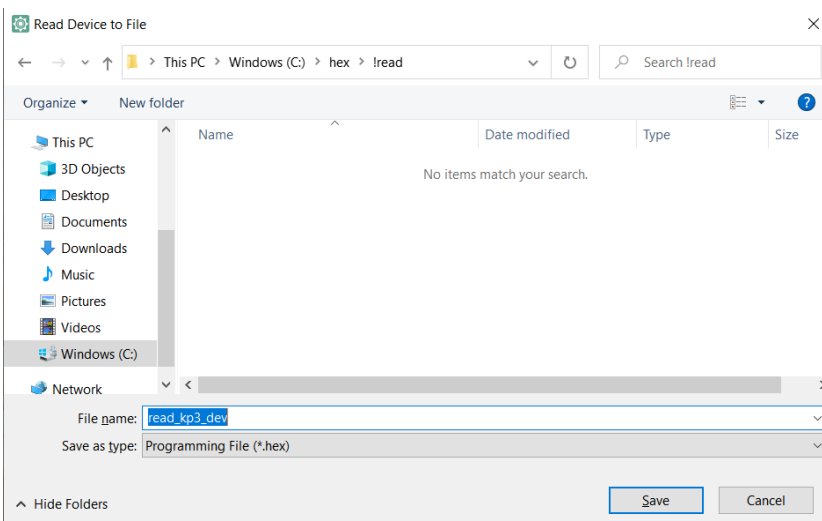 Read Device to File
This PC > Windows (C:) > hex > !read
Search !read
Organize
New folder
Name
Date modified
Type
Size
This PC
3D Objects
Desktop
Documents
Downloads
Music
Pictures
Videos
Windows (C:)
Network
No items match your search.
File name: read_kp3_dev
Save as type: Programming File (*.hex)
Hide Folders
Save
Cancel